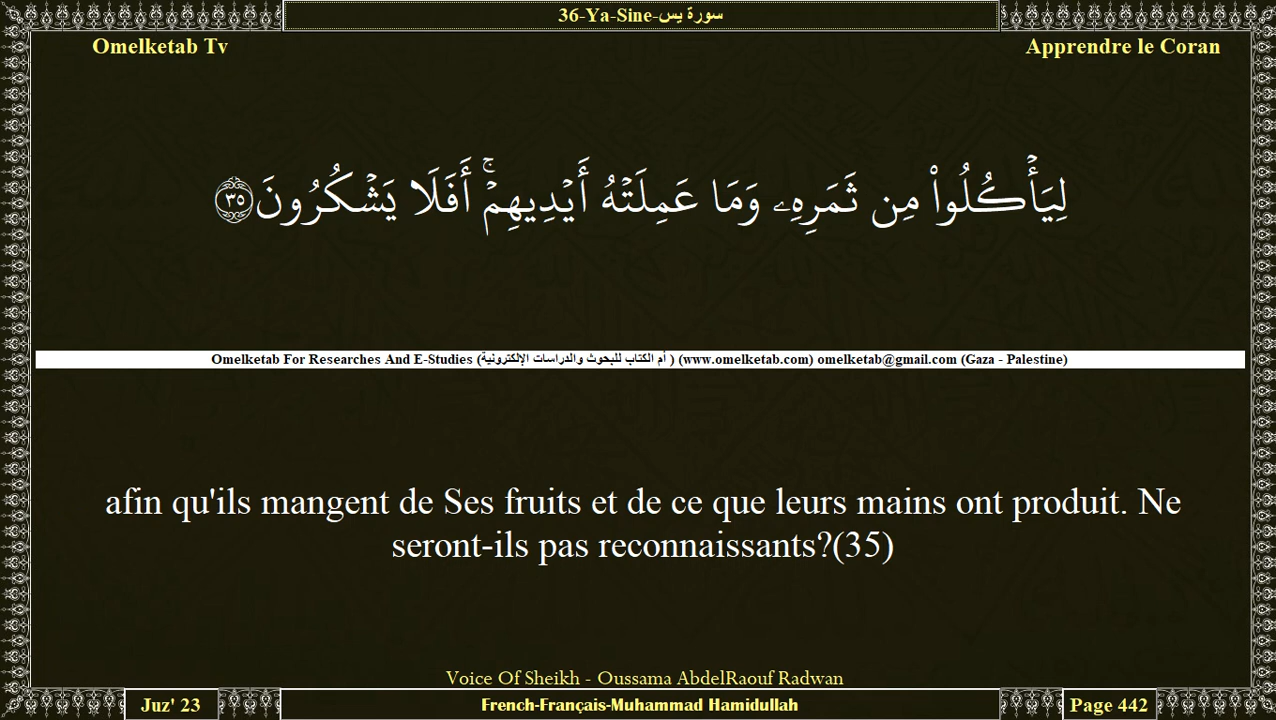 36-Ya-Sine-سورة يس
Omelketab Tv
Apprendre le Coran
لِيَأْكُلُوا۟ مِن ثَمَرِهِۦ وَمَا عَمِلَتْهُ أَيْدِيهِمْ ۚ أَفَلَا يَشْكُرُونَ ٣٥
Omelketab For Researches And E-Studies (أم الكتاب للبحوث والدراسات الإلكترونية ) (www.omelketab.com) omelketab@gmail.com (Gaza - Palestine)
afin qu'ils mangent de Ses fruits et de ce que leurs mains ont produit. Ne
seront-ils pas reconnaissants?(35)
Voice Of Sheikh - Oussama AbdelRaouf Radwan
Juz' 23
French-Français-Muhammad Hamidullah
Page 442